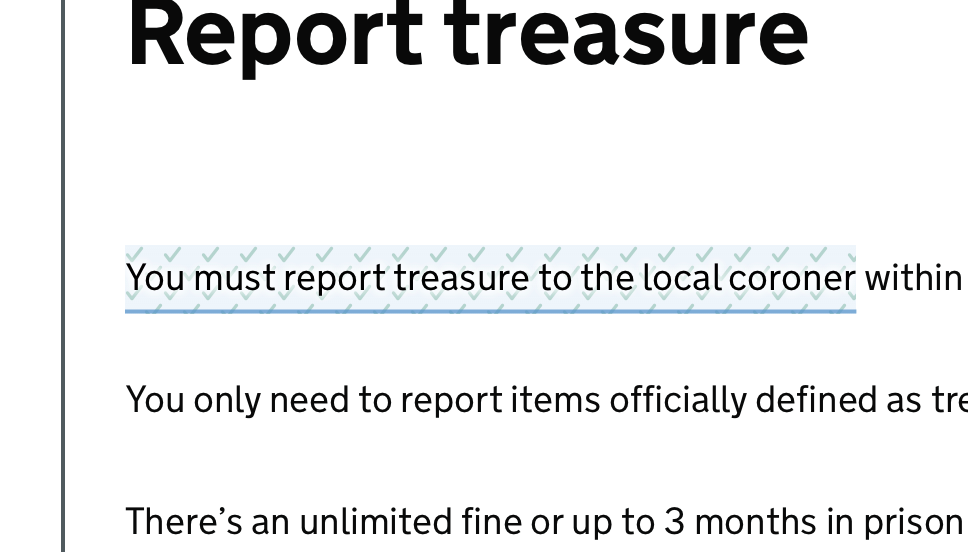 Report treasure
You must report treasure to the local coroner within
You only need to report items officially defined as tre
There’s an unlimited fine or up to 3 months in prison